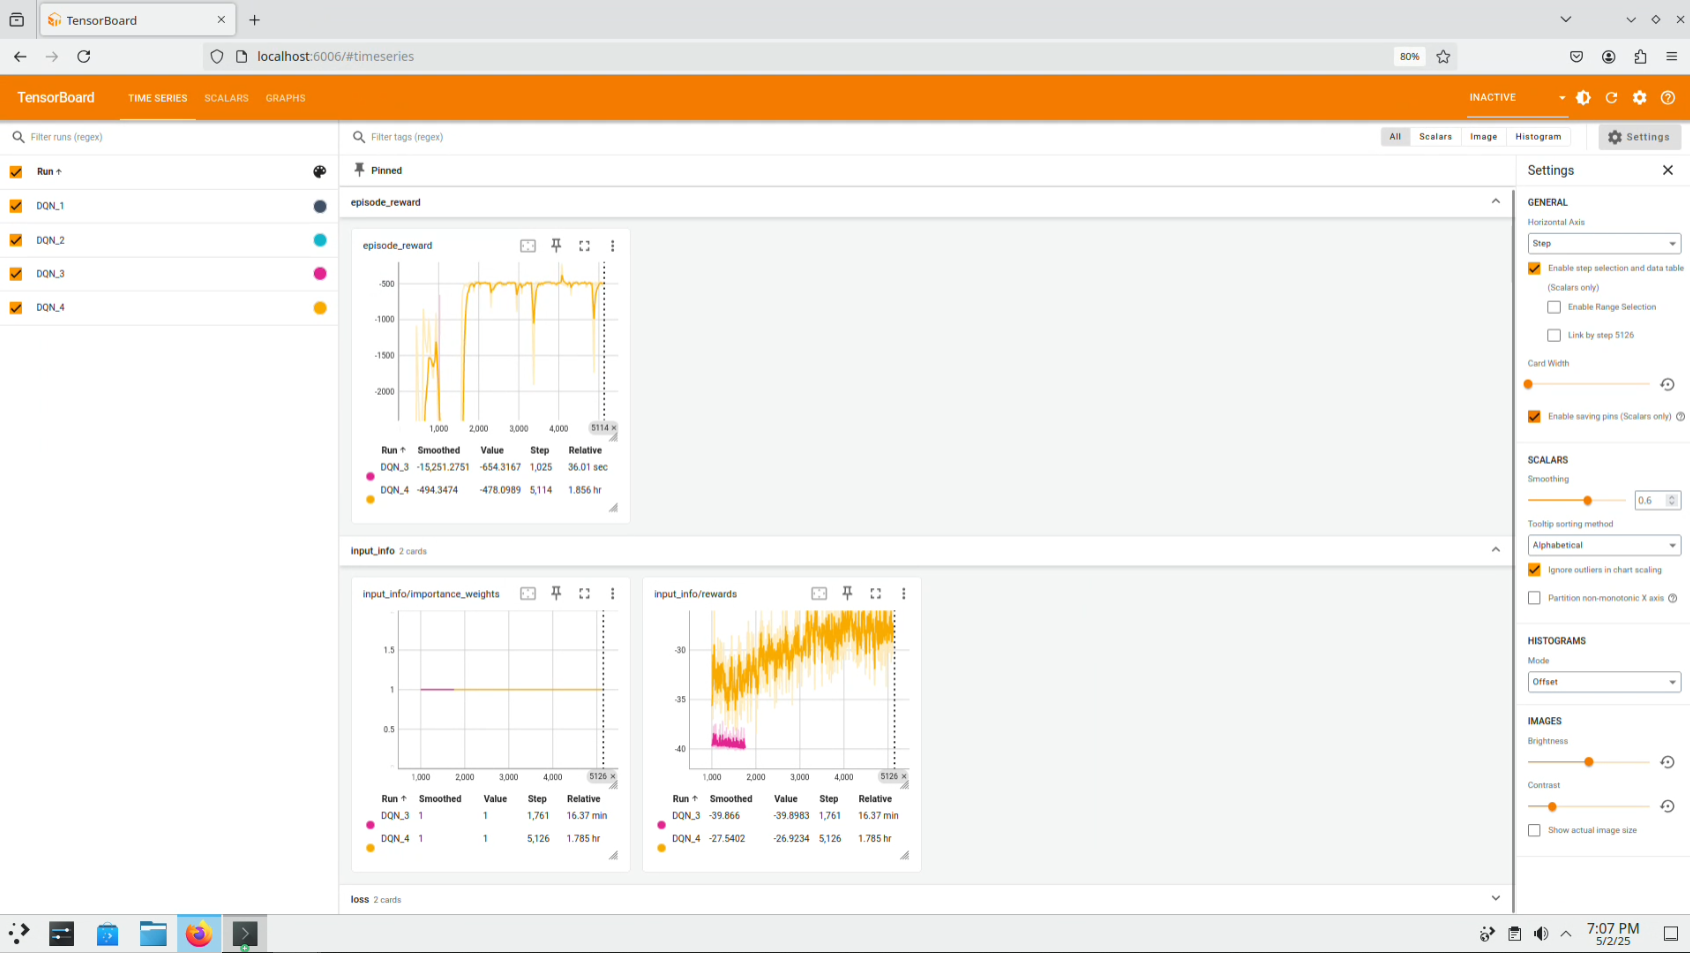 TensorBoard
localhost:6006/#timeseries
80%
TensorBoard
TIME SERIES
SCALARS
GRAPHS
INACTIVE
Filter runs (regex)
Filter tags (regex)
All
Scalars
Image
Histogram
Settings
Run
DQN_1
DQN_2
DQN_3
DQN_4
Pinned
episode_reward
episode_reward
-500
-1000
-1500
-2000
1,000 2,000 3,000 4,000 5114
Run Smoothed Value Step Relative
DQN_3 -15,251.2751 -654.3167 1,025 36.01 sec
DQN_4 -494.3474 -478.0989 5,114 1.856 hr
input_info 2 cards
input_info/importance_weights
1.5
1
0.5
1,000 2,000 3,000 4,000 5126
Run Smoothed Value Step Relative
DQN_3 1 1 1,761 16.37 min
DQN_4 1 1 5,126 1.785 hr
input_info/rewards
-30
-35
-40
1,000 2,000 3,000 4,000 5126
Run Smoothed Value Step Relative
DQN_3 -39.866 -39.8983 1,761 16.37 min
DQN_4 -27.5402 -26.9234 5,126 1.785 hr
loss 2 cards
Settings
GENERAL
Horizontal Axis
Step
Enable step selection and data table
(Scalars only)
Enable Range Selection
Link by step 5126
Card Width
Enable saving pins (Scalars only)
SCALARS
Smoothing
0.6
Tooltip sorting method
Alphabetical
Ignore outliers in chart scaling
Partition non-monotonic X axis
HISTOGRAMS
Mode
Offset
IMAGES
Brightness
Contrast
Show actual image size
7:07 PM
5/2/25